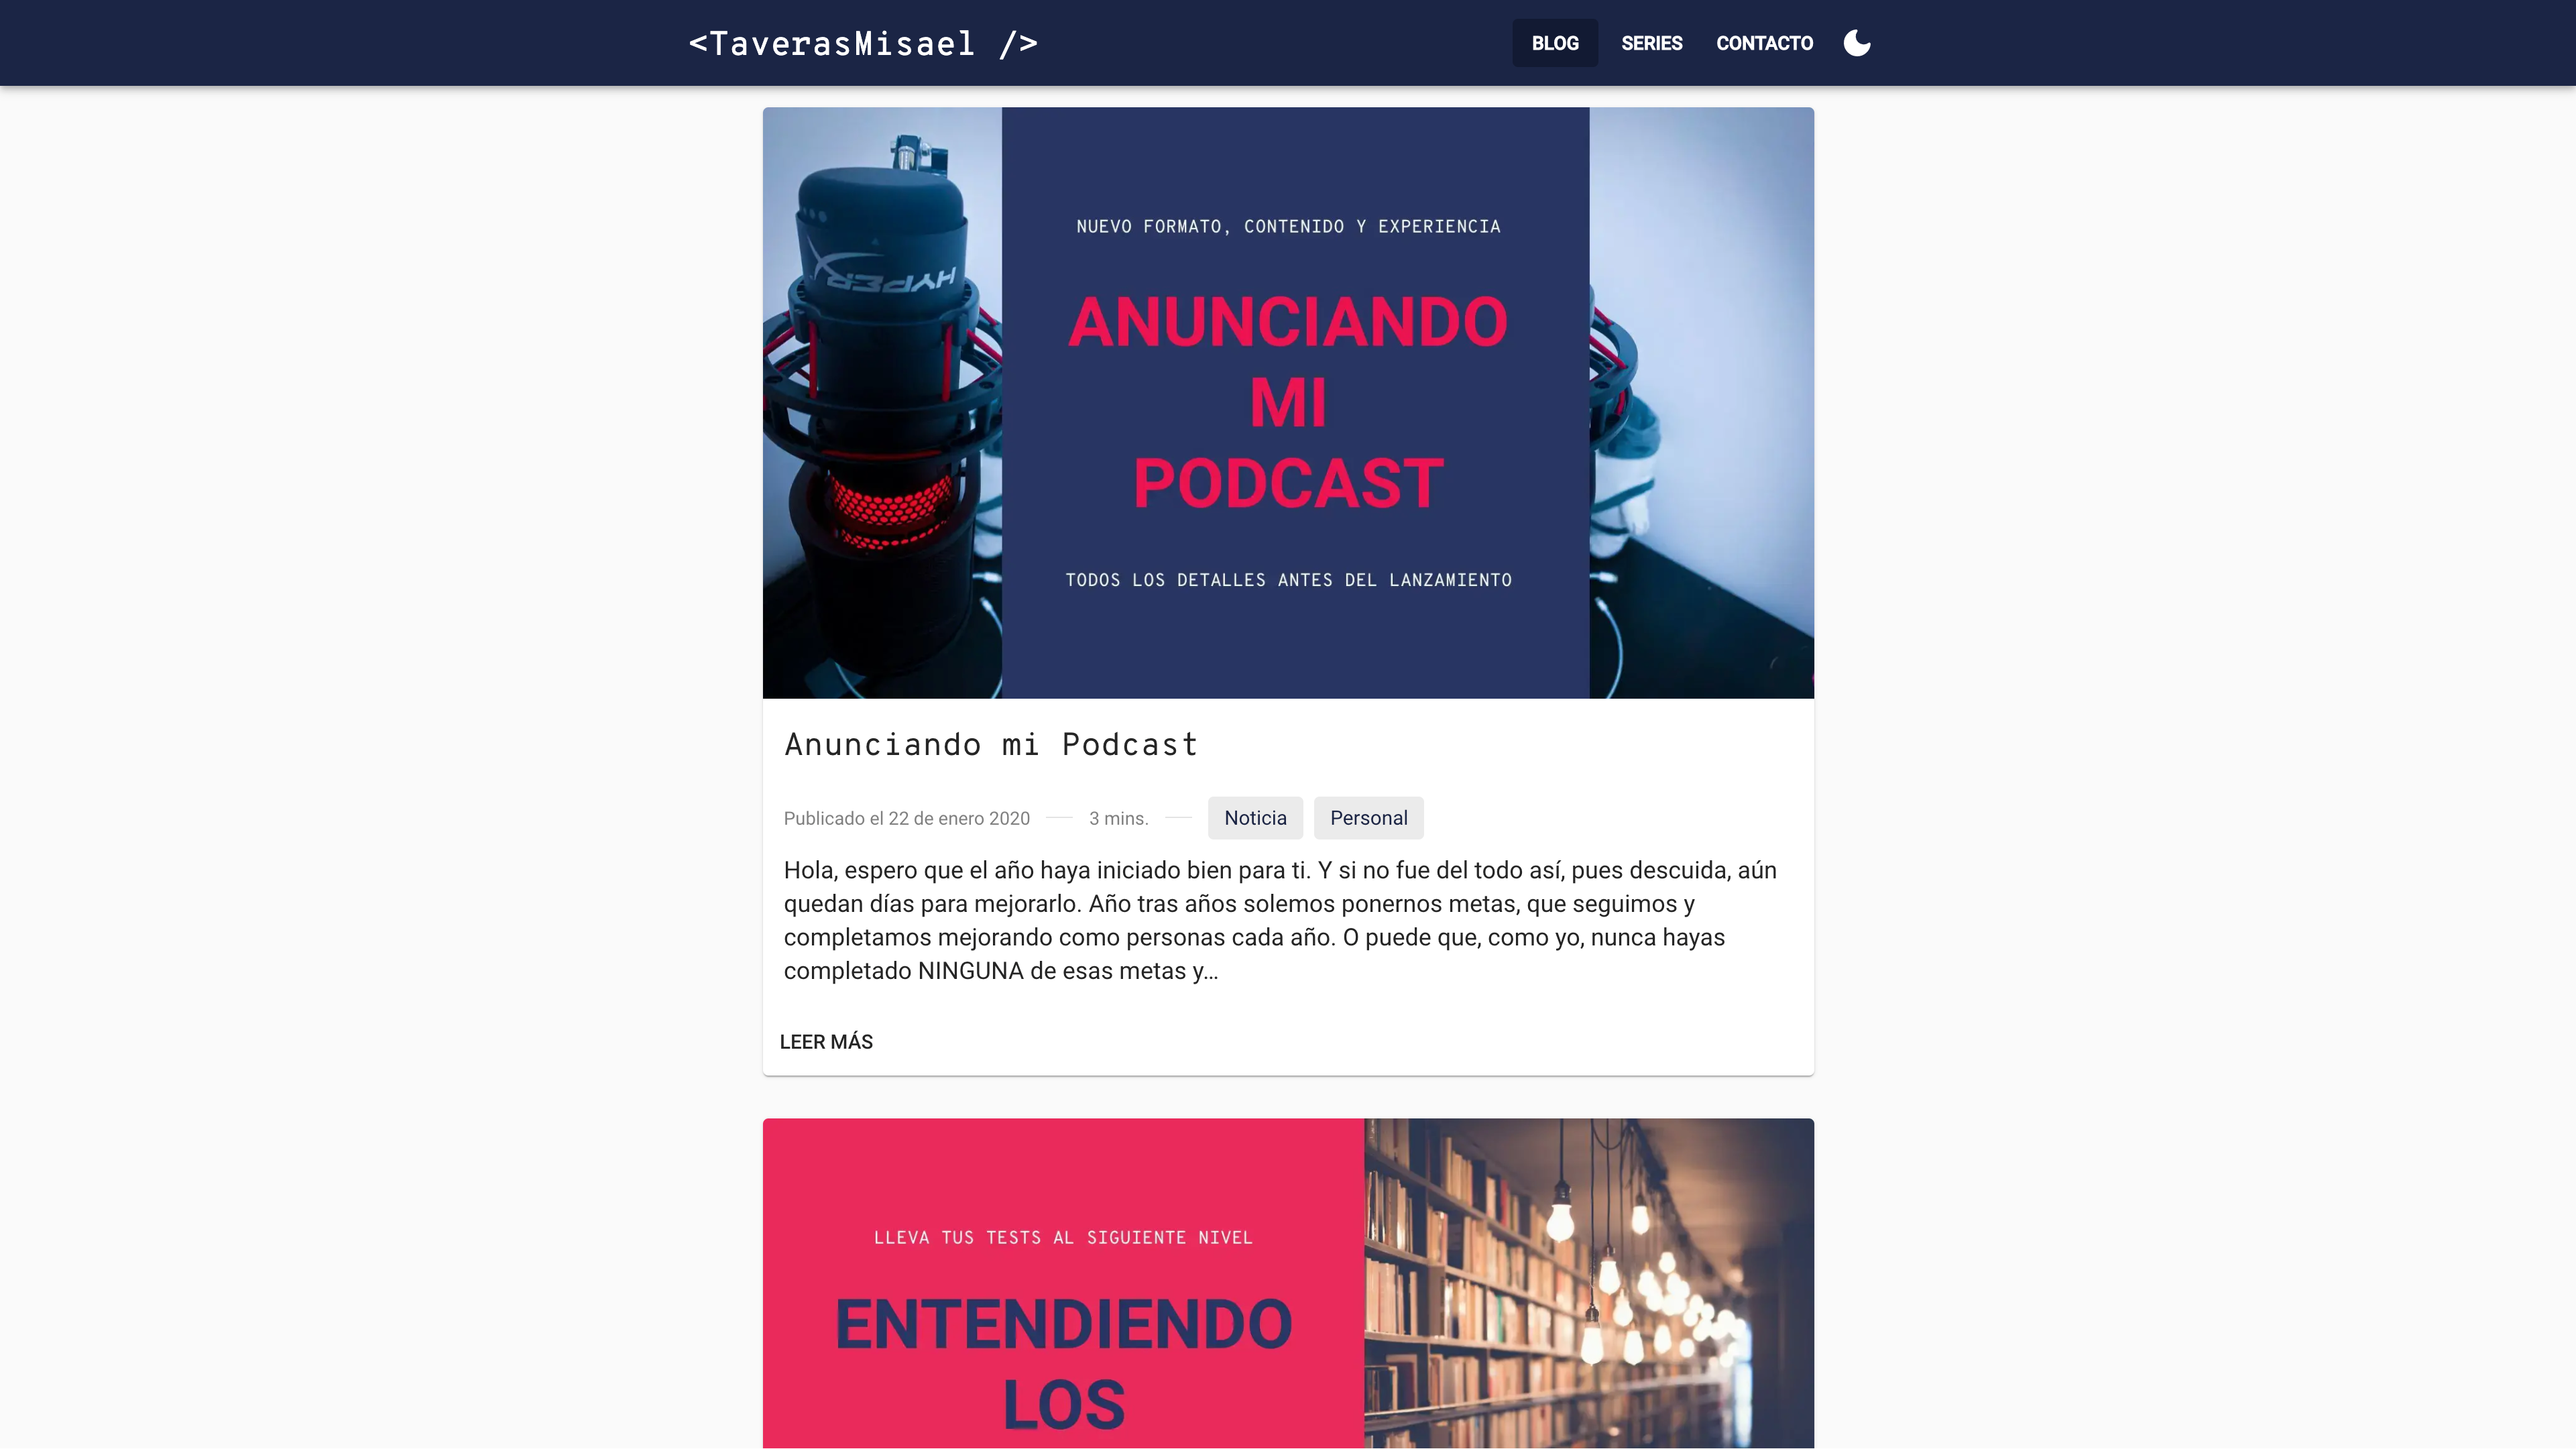 <TaverasMisael />
BLOG
SERIES
CONTACTO
HYPER
NUEVO FORMATO, CONTENIDO Y EXPERIENCIA
ANUNCIANDO
MI
PODCAST
TODOS LOS DETALLES ANTES DEL LANZAMIENTO
Anunciando mi Podcast
Publicado el 22 de enero 2020
3 mins.
Noticia
Personal
Hola, espero que el año haya iniciado bien para ti. Y si no fue del todo así, pues descuida, aún
quedan días para mejorarlo. Año tras años solemos ponernos metas, que seguimos y
completamos mejorando como personas cada año. O puede que, como yo, nunca hayas
completado NINGUNA de esas metas y…
LEER MÁS
LLEVA TUS TESTS AL SIGUIENTE NIVEL
ENTENDIENDO
LOS